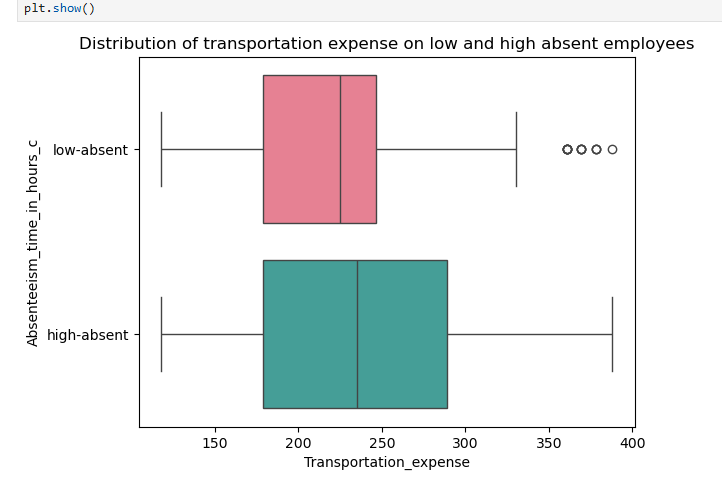 plt.show()
Distribution of transportation expense on low and high absent employees
Absenteeism_time_in_hours_c
low-absent
high-absent
150 200 250 300 350 400
Transportation_expense